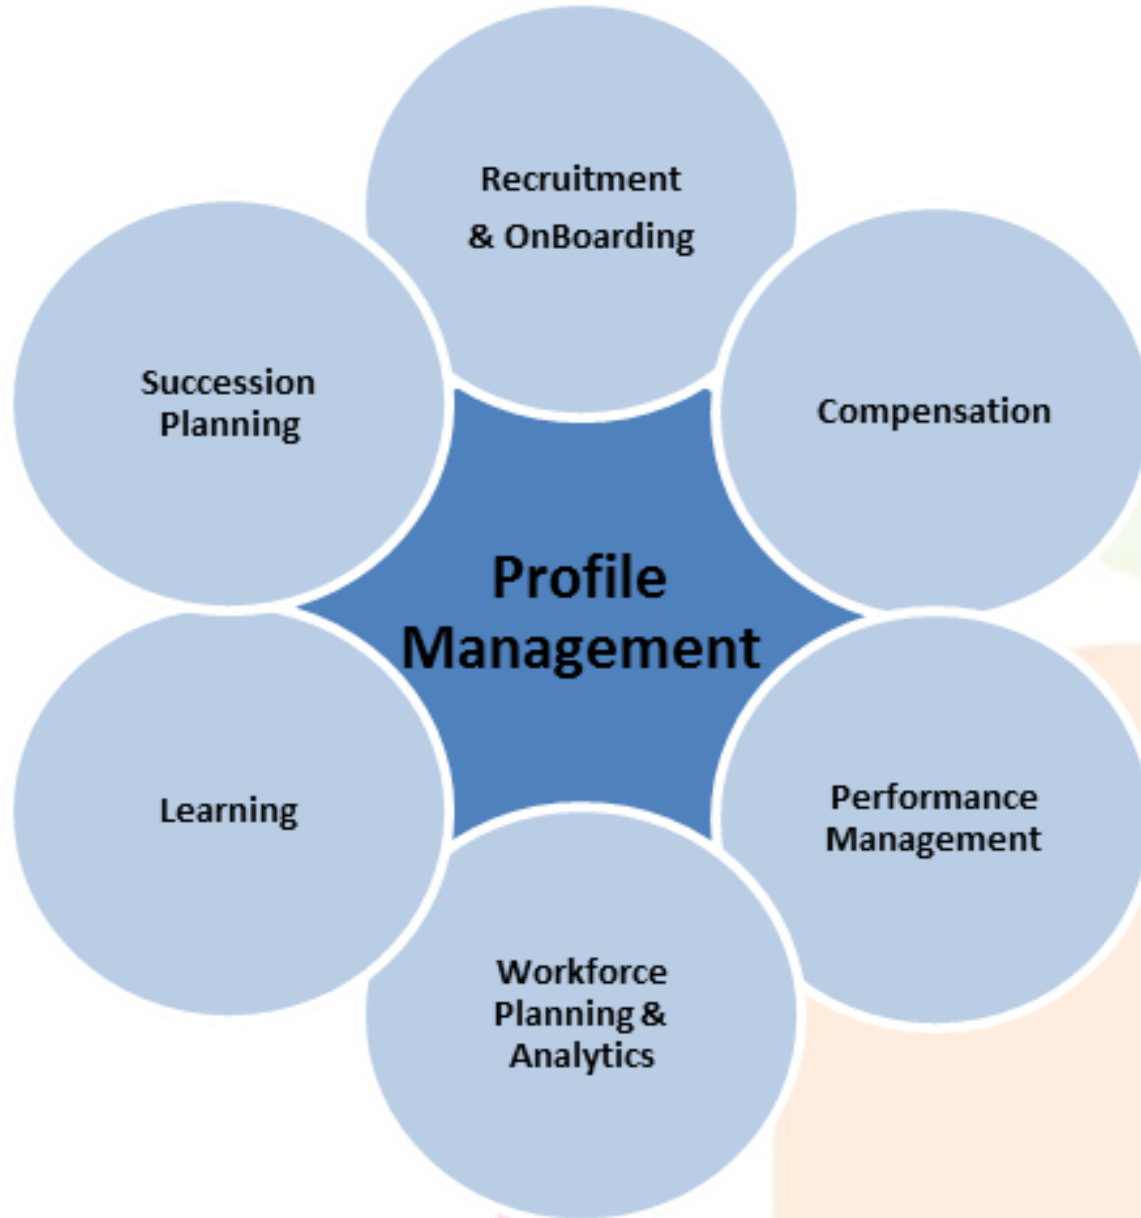 Recruitment
& OnBoarding
Succession
Planning
Compensation
Profile
Management
Learning
Performance
Management
Workforce
Planning &
Analytics